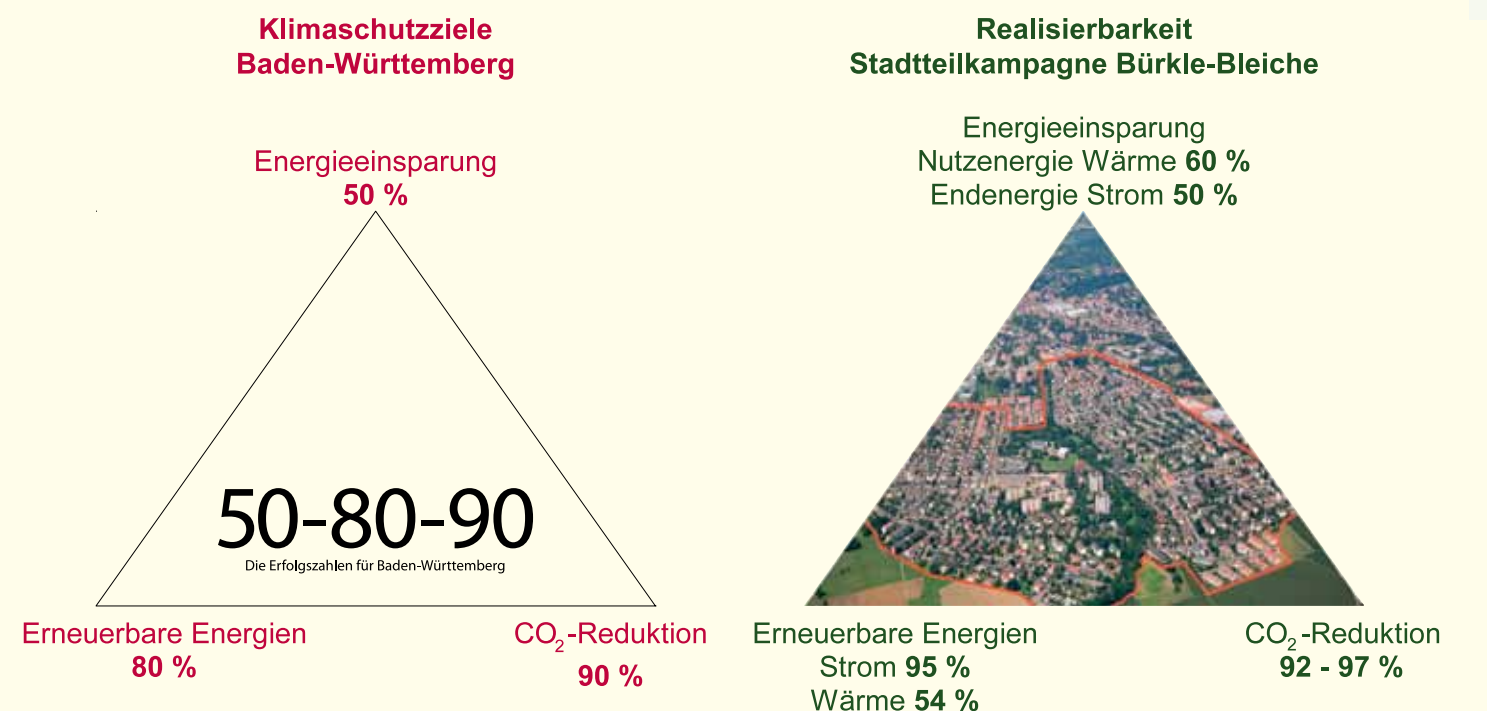 Klimaschutzziele
Baden-Württemberg
Energieeinsparung
50 %
50-80-90
Die Erfolgszahlen für Baden-Württemberg
Erneuerbare Energien
80 %
CO₂-Reduktion
90 %
Realisierbarkeit
Stadtteilkampagne Bürkle-Bleiche
Energieeinsparung
Nutzenergie Wärme 60 %
Endenergie Strom 50 %
Erneuerbare Energien
Strom 95 %
Wärme 54 %
CO₂-Reduktion
92 - 97 %